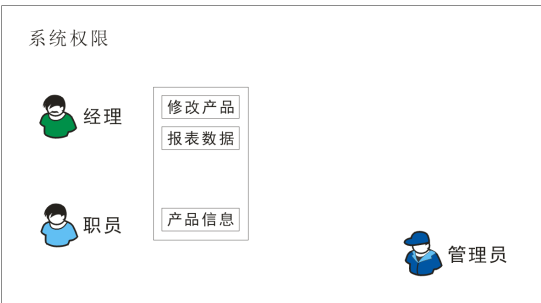 系统权限
经理
修改产品
报表数据
职员
产品信息
管理员